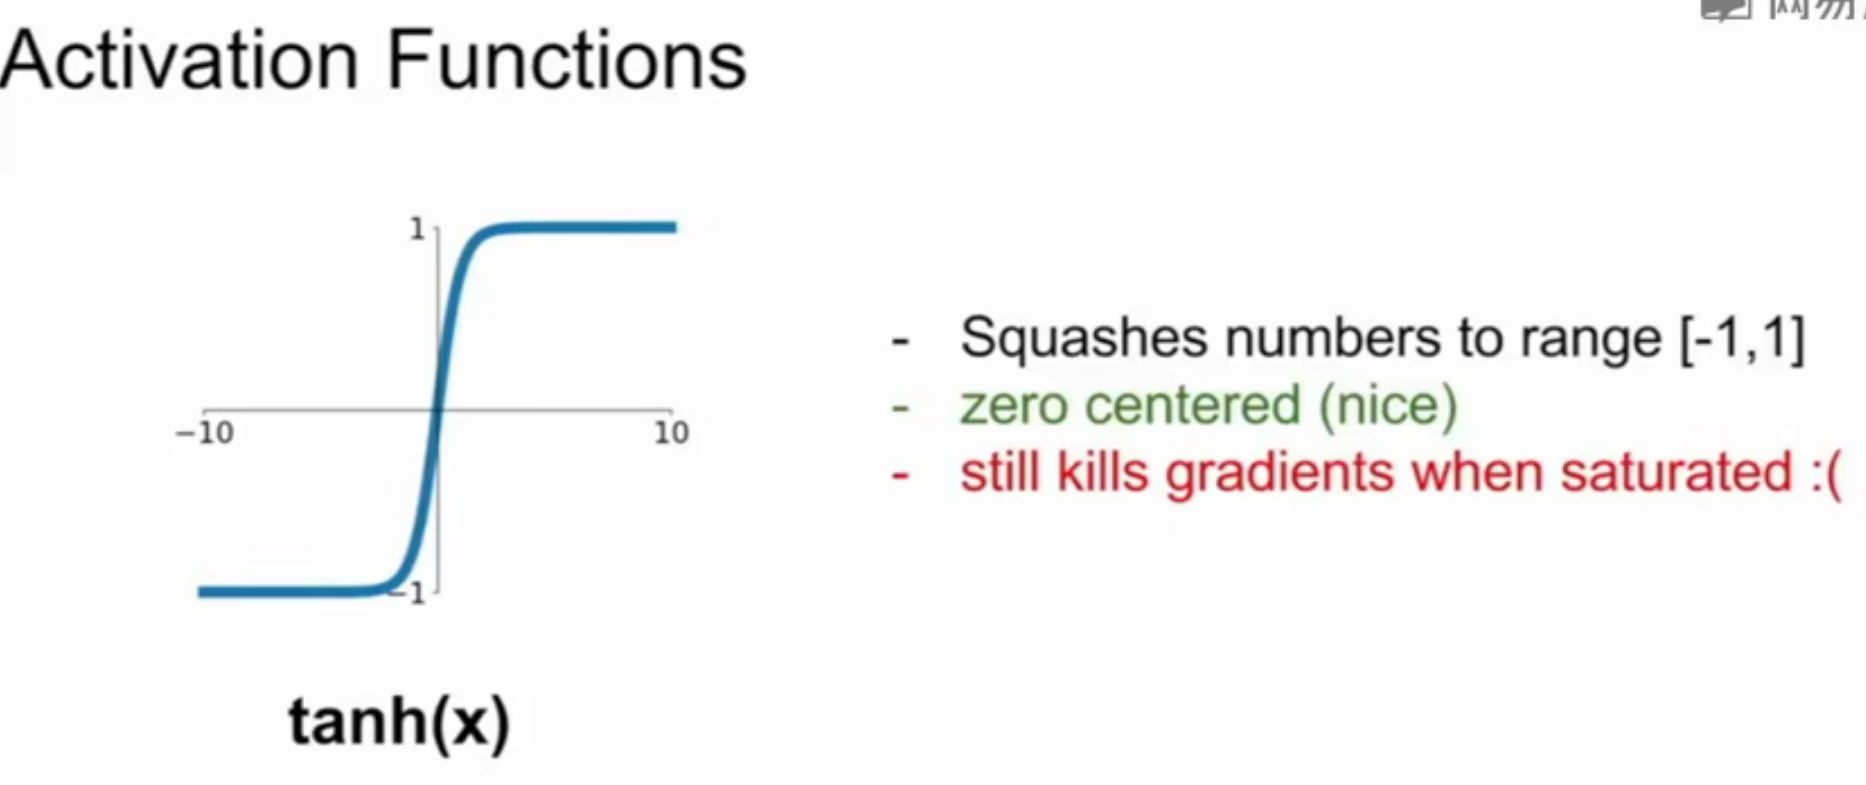 Activation Functions
1
−10
10
−1
- Squashes numbers to range [-1,1]
- zero centered (nice)
- still kills gradients when saturated :(
tanh(x)